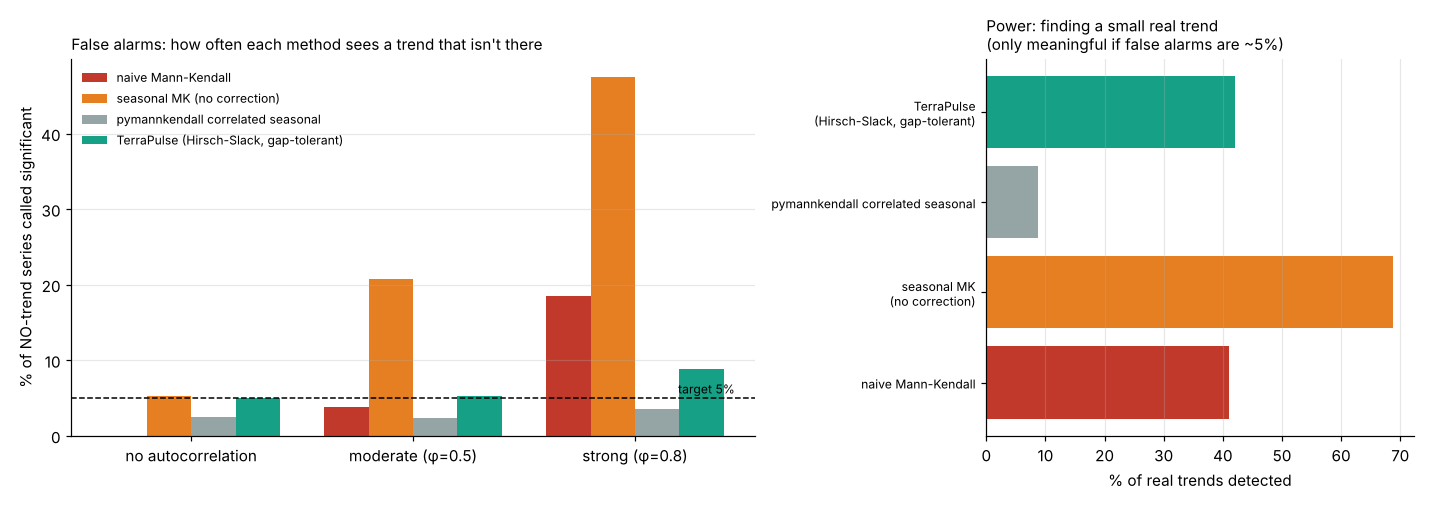 False alarms: how often each method sees a trend that isn't there
naive Mann-Kendall
seasonal MK (no correction)
pymannkendall correlated seasonal
TerraPulse (Hirsch-Slack, gap-tolerant)
% of NO-trend series called significant
40
30
20
10
0
target 5%
no autocorrelation
moderate (φ=0.5)
strong (φ=0.8)
Power: finding a small real trend
(only meaningful if false alarms are ~5%)
TerraPulse
(Hirsch-Slack, gap-tolerant)
pymannkendall correlated seasonal
seasonal MK
(no correction)
naive Mann-Kendall
0 10 20 30 40 50 60 70
% of real trends detected